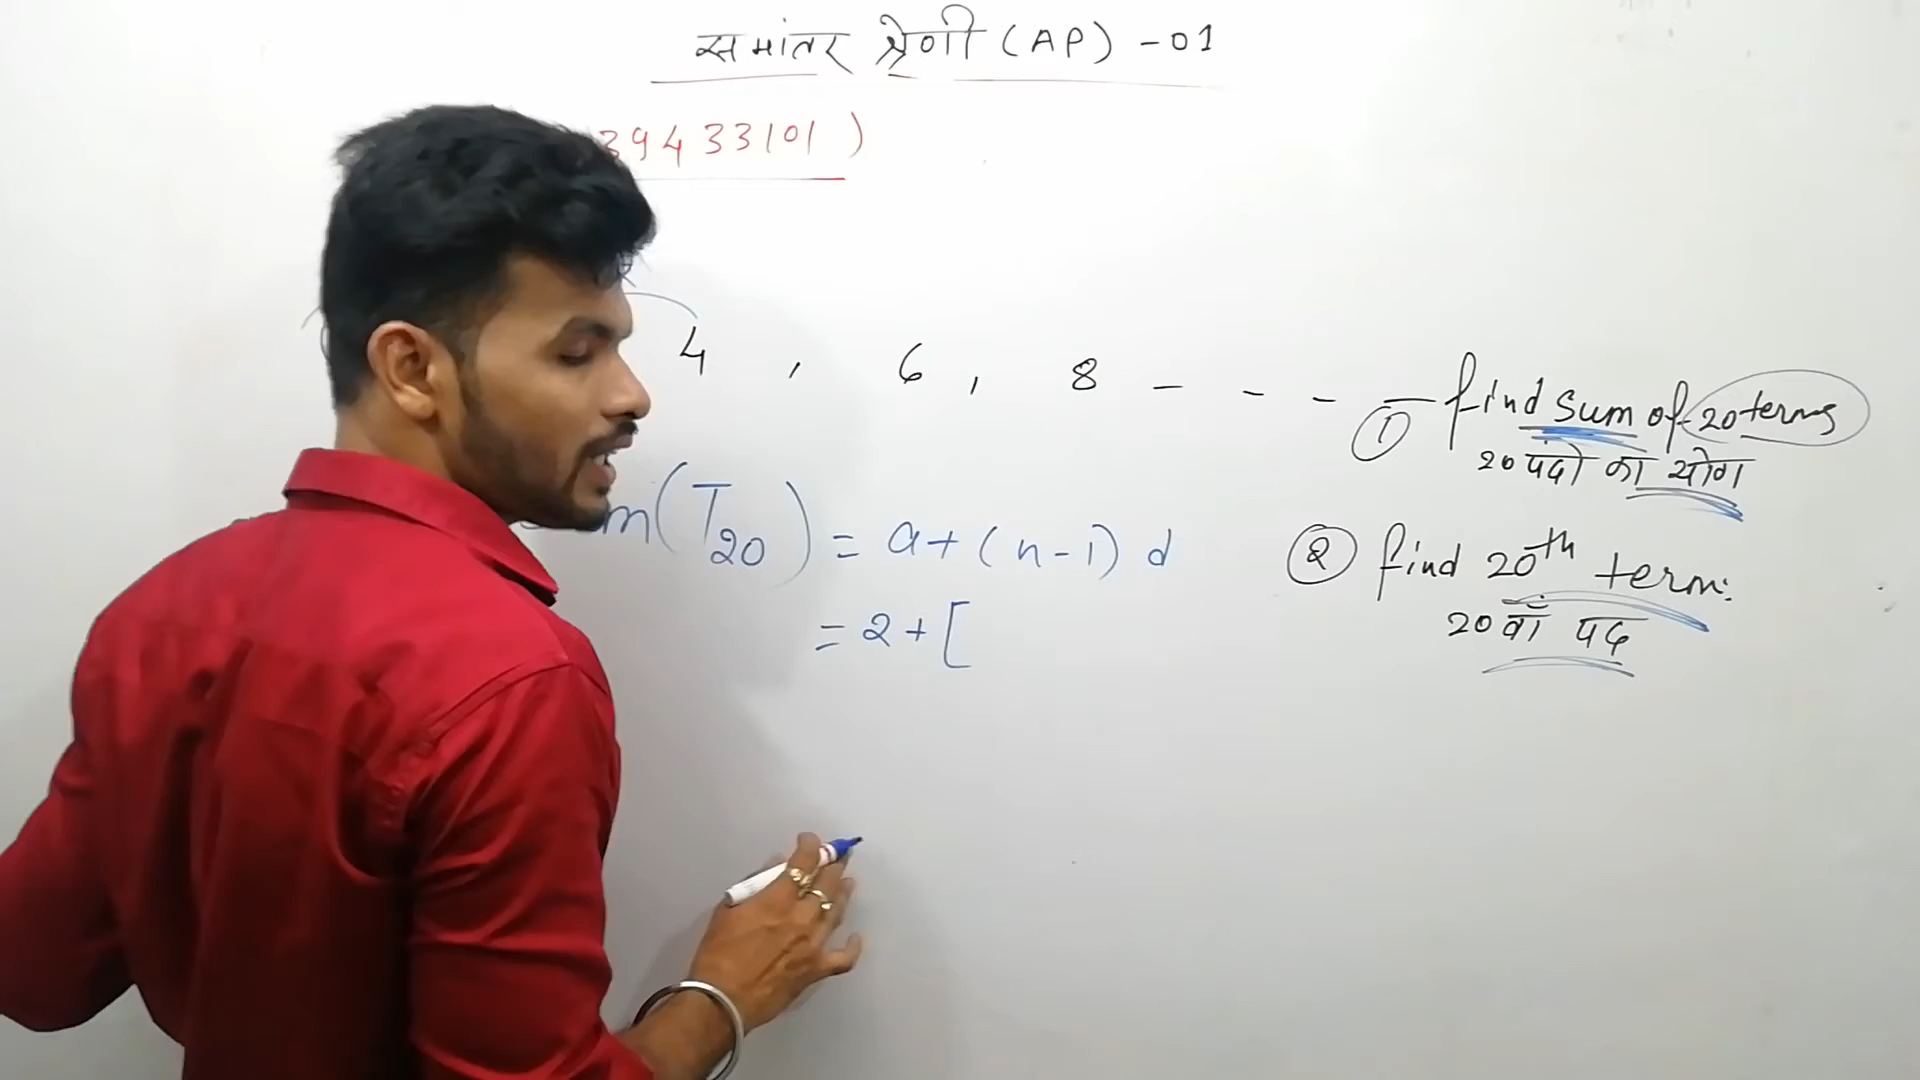 समांतर श्रेणी (AP) - 01
39433101 )
4 , 6 , 8 - - - -
① find sum of 20 terms
20 पदो का योग
m(T20) = a + (n-1) d
= 2 + [
② find 20th term:
20 वाँ पद